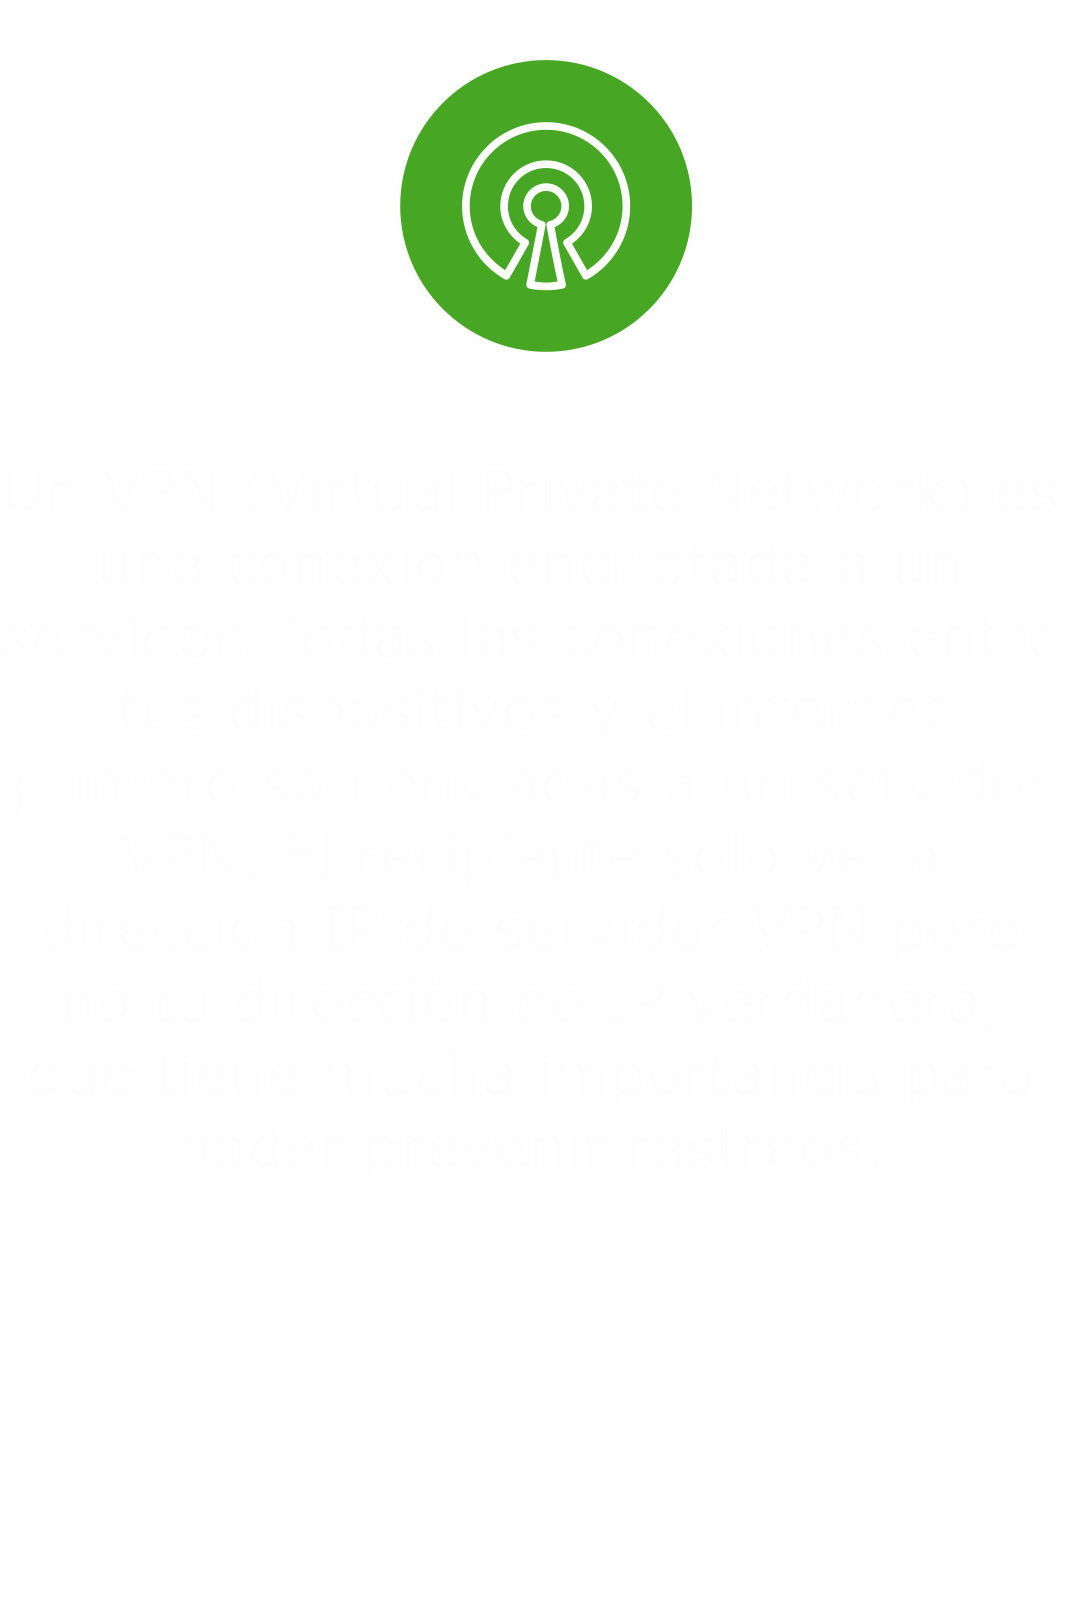 Un VPN (Virtual Private Network) es
una conexión encriptada a un
servidor. Todas las conexiones entre
tus dispositivos y el internet
primero son enviadas a un servidor
VPN. El recipiente sólo ve la
dirección IP de servidor VPN pero
no tu dirección de IP verdadera,
que tiene mucha importancia para
poder prevenir rastreos.